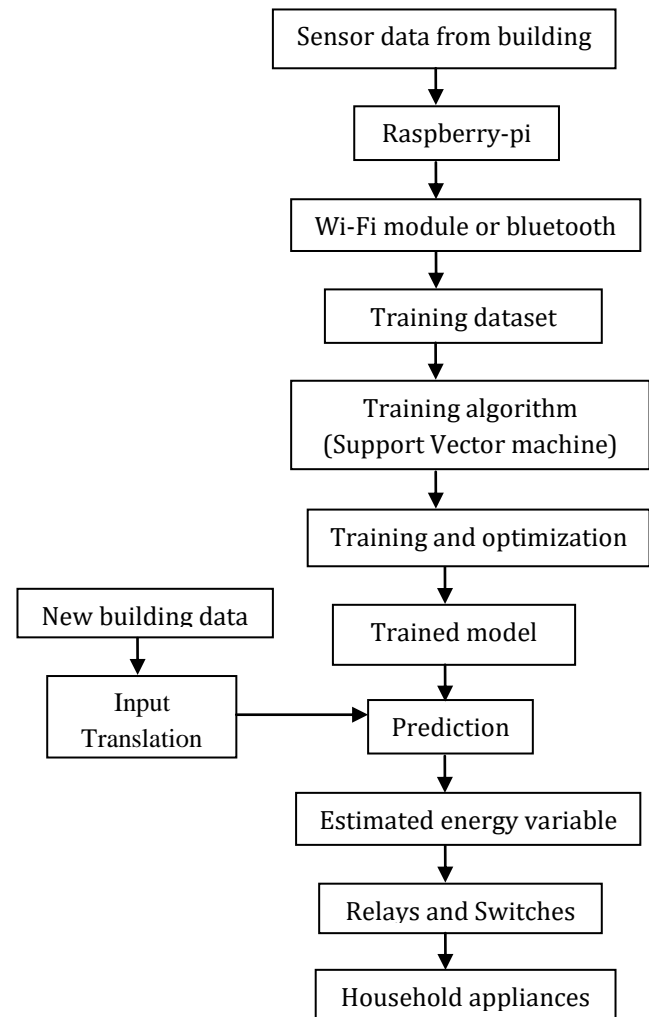 Sensor data from building
Raspberry-pi
Wi-Fi module or bluetooth
Training dataset
Training algorithm
(Support Vector machine)
Training and optimization
New building data
Trained model
Input
Translation
Prediction
Estimated energy variable
Relays and Switches
Household appliances